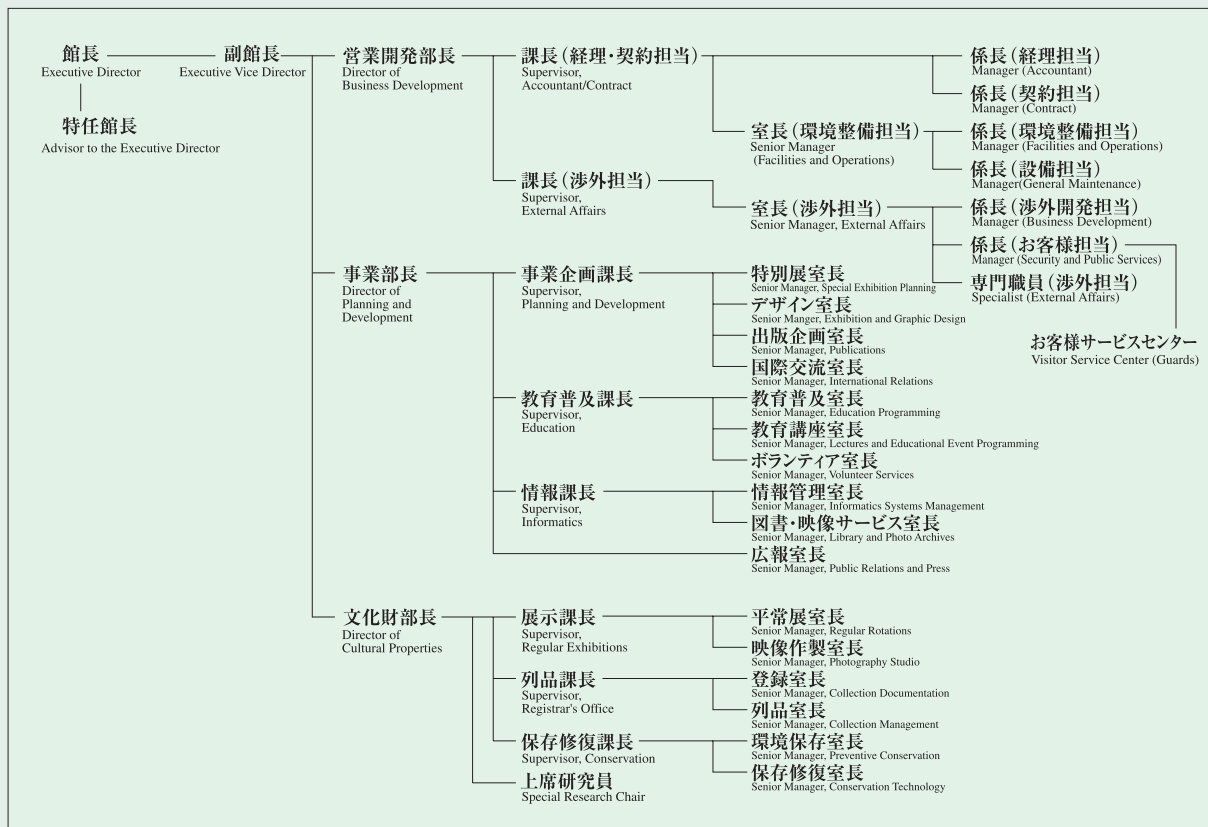 館長
Executive Director
特任館長
Advisor to the Executive Director
副館長
Executive Vice Director
営業開発部長
Director of
Business Development
課長（経理・契約担当）
Supervisor,
Accountant/Contract
係長（経理担当）
Manager (Accountant)
係長（契約担当）
Manager (Contract)
室長（環境整備担当）
Senior Manager
(Facilities and Operations)
係長（環境整備担当）
Manager (Facilities and Operations)
係長（設備担当）
Manager(General Maintenance)
課長（渉外担当）
Supervisor,
External Affairs
室長（渉外担当）
Senior Manager, External Affairs
係長（渉外開発担当）
Manager (Business Development)
係長（お客様担当）
Manager (Security and Public Services)
専門職員（渉外担当）
Specialist (External Affairs)
お客様サービスセンター
Visitor Service Center (Guards)
事業部長
Director of
Planning and
Development
事業企画課長
Supervisor,
Planning and Development
特別展室長
Senior Manager, Special Exhibition Planning
デザイン室長
Senior Manger, Exhibition and Graphic Design
出版企画室長
Senior Manager, Publications
国際交流室長
Senior Manager, International Relations
教育普及課長
Supervisor,
Education
教育普及室長
Senior Manager, Education Programming
教育講座室長
Senior Manager, Lectures and Educational Event Programming
ボランティア室長
Senior Manager, Volunteer Services
情報課長
Supervisor,
Informatics
情報管理室長
Senior Manager, Informatics Systems Management
図書・映像サービス室長
Senior Manager, Library and Photo Archives
広報室長
Senior Manager, Public Relations and Press
文化財部長
Director of
Cultural Properties
展示課長
Supervisor,
Regular Exhibitions
平常展室長
Senior Manager, Regular Rotations
映像作製室長
Senior Manager, Photography Studio
列品課長
Supervisor,
Registrar's Office
登録室長
Senior Manager, Collection Documentation
列品室長
Senior Manager, Collection Management
保存修復課長
Supervisor, Conservation
環境保存室長
Senior Manager, Preventive Conservation
保存修復室長
Senior Manager, Conservation Technology
上席研究員
Special Research Chair